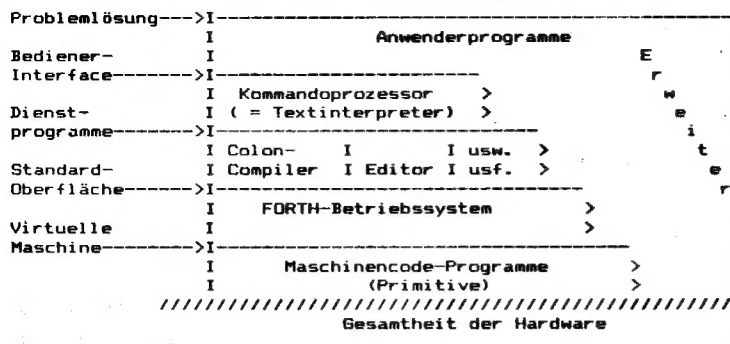 Problemlösung--->I-----------------------------------------------
I Anwenderprogramme
Bediener- I E
Interface------->I------------------------ r
I Kommandoprozessor > w
Dienst- I ( = Textinterpreter) > e
programme------->I----------------------------- i
I Colon- I I usw. > t
Standard- I Compiler I Editor I usf. > e
Oberfläche------>I---------------------------------- r
I FORTH-Betriebssystem >
Virtuelle I >
Maschine-------->I---------------------------------------
I Maschinencode-Programme >
I (Primitive) >
/////////////////////////////////////////////////////
Gesamtheit der Hardware